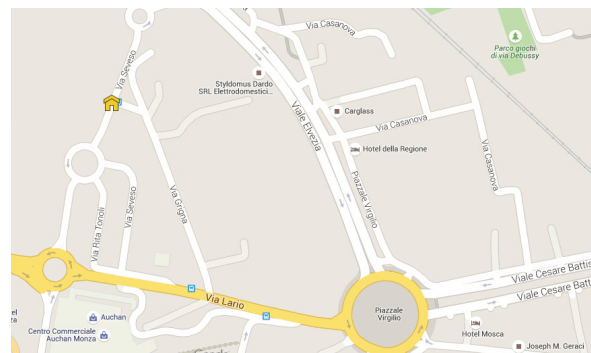 Via Casanova
Parco giochi
di via Debussy
Via Seveso
Styldomus Dardo
SRL Elettrodomestici...
Viale Elvezia
Carglass
Via Casanova
Hotel della Regione
Via Casanova
Via Grigna
Via Seveso
Via Rita Tonoli
Piazzale Virgilio
Viale Cesare Battis
Viale Cesare Batt
Via Lario
Piazzale
Virgilio
Auchan
Centro Commerciale
Auchan Monza
Hotel Mosca
Joseph M. Geraci